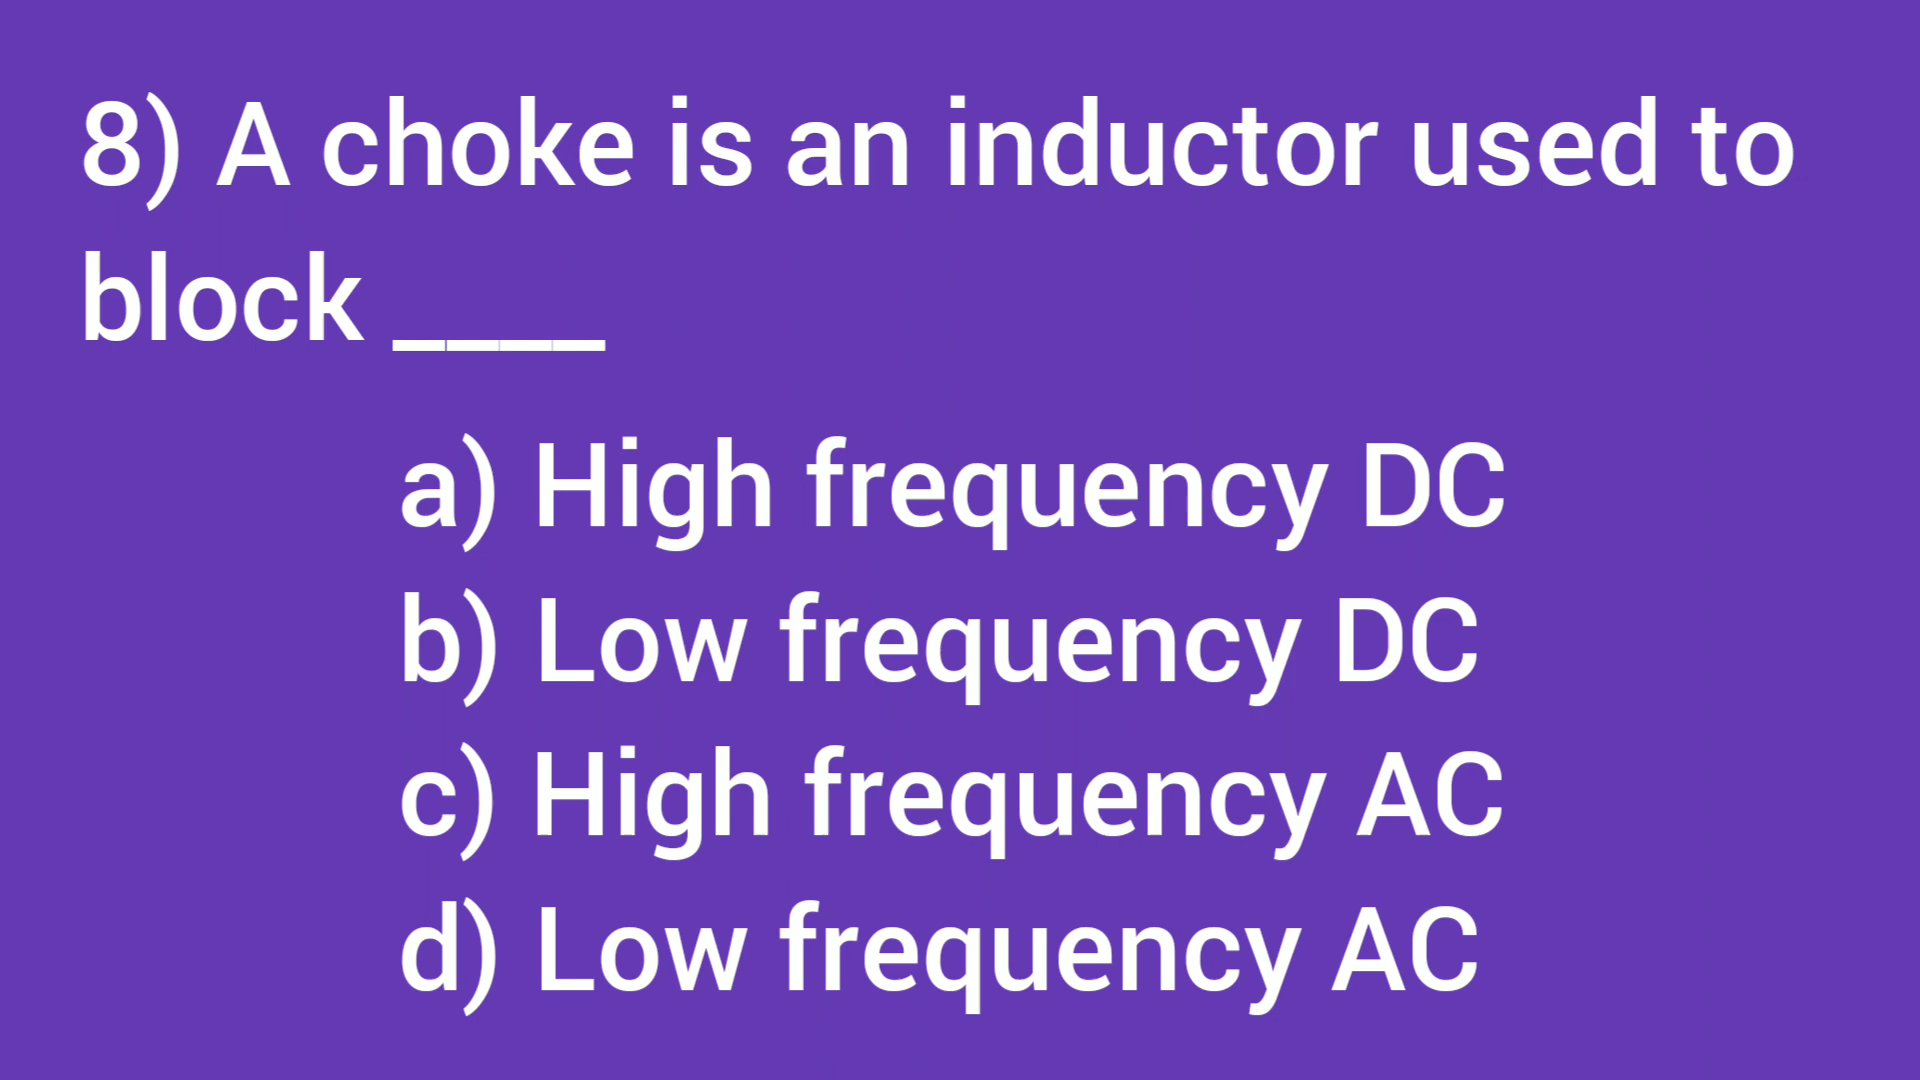 8) A choke is an inductor used to
block ____
a) High frequency DC
b) Low frequency DC
c) High frequency AC
d) Low frequency AC